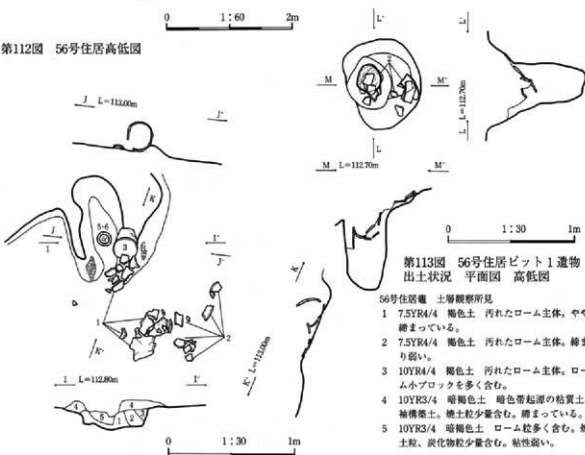 0 1:60 2m
第112図 56号住居高低図
J L=113.00m J'
K
5・6
3
J
I
I'
J'
1
2
K'
I L=112.80m I'
4 4
5 1 2 3
0 1:30 1m
K
K' L=113.00m
L'
M M'
L
L'
L L=112.70m
M L=112.70m M'
0 1:30 1m
第113図 56号住居ピット1遺物
出土状況 平面図 高低図
56号住居竈 土層観察所見
1 7.5YR4/4 褐色土 汚れたローム主体。やや
締まっている。
2 7.5YR4/4 褐色土 汚れたローム主体。締ま
り弱い。
3 10YR4/4 褐色土 汚れたローム主体。ロー
ム小ブロックを多く含む。
4 10YR3/4 暗褐色土 暗色帯起源の粘質土。
袖構築土。焼土粒少量含む。締まっている。
5 10YR3/4 暗褐色土 ローム粒多く含む。焼
土粒、炭化物粒少量含む。粘性弱い。